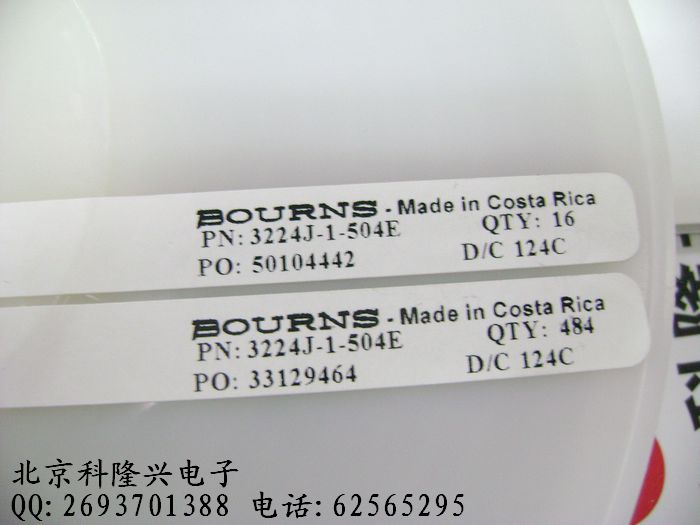 BOURNS - Made in Costa Rica
PN: 3224J-1-504E QTY: 16
PO: 50104442 D/C 124C
BOURNS - Made in Costa Rica
PN: 3224J-1-504E QTY: 484
PO: 33129464 D/C 124C
北京科隆兴电子
QQ: 2693701388 电话: 62565295